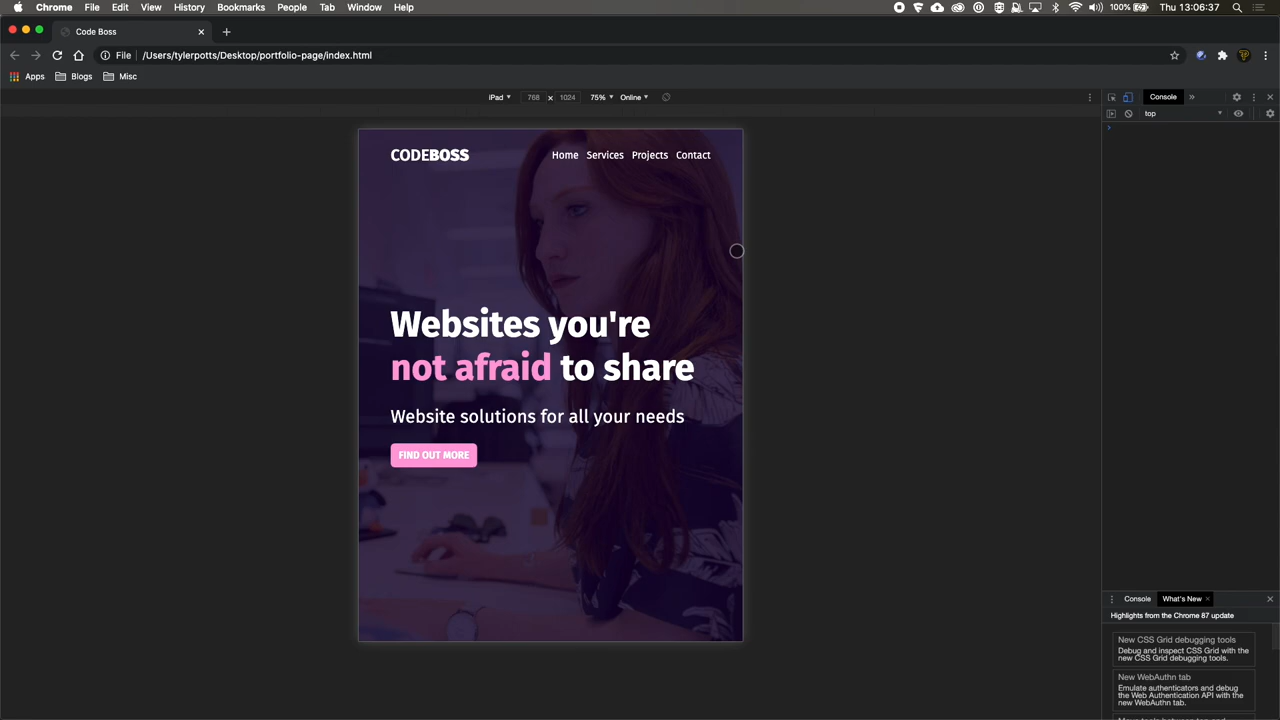 Chrome File Edit View History Bookmarks People Tab Window Help 100% Thu 13:06:37
Code Boss
File /Users/tylerpotts/Desktop/portfolio-page/index.html
Apps Blogs Misc
iPad 768 × 1024 75% Online
Console
top
CODEBOSS Home Services Projects Contact
Websites you're
not afraid to share
Website solutions for all your needs
FIND OUT MORE
Console What's New
Highlights from the Chrome 87 update
New CSS Grid debugging tools
Debug and inspect CSS Grid with the
new CSS Grid debugging tools.
New WebAuthn tab
Emulate authenticators and debug
the Web Authentication API with the
new WebAuthn tab.